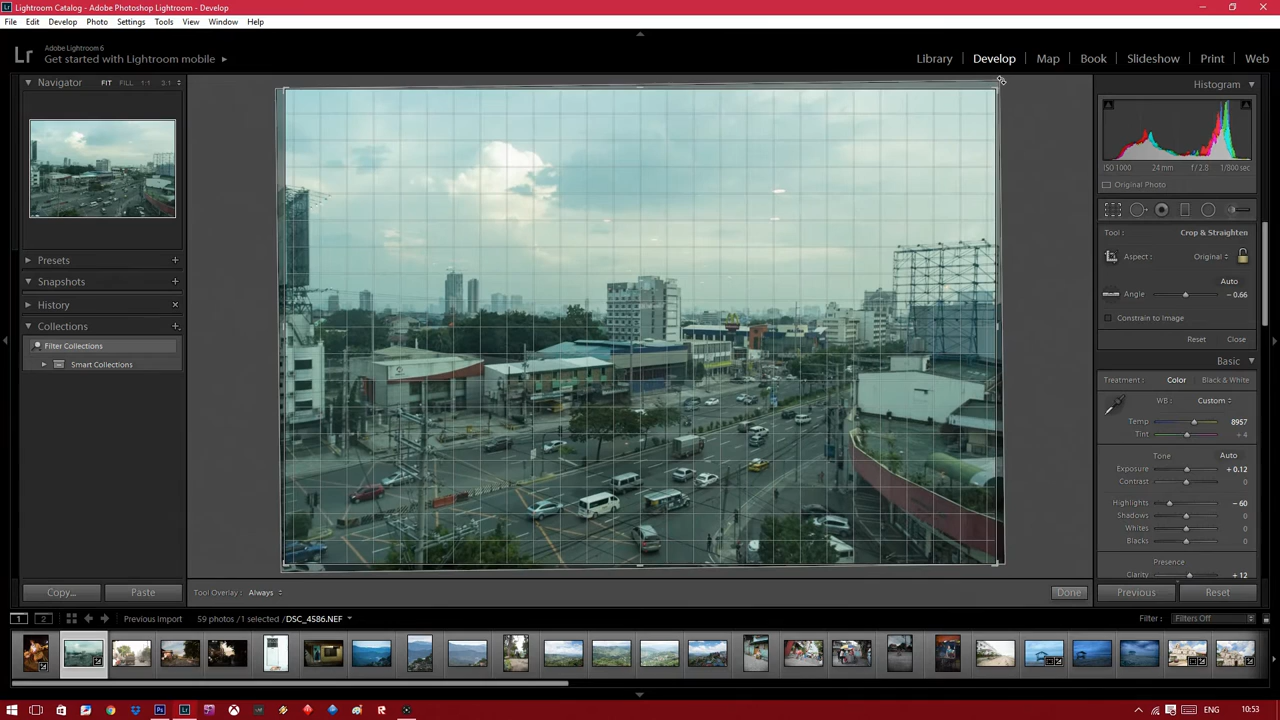 Lightroom Catalog - Adobe Photoshop Lightroom - Develop
File Edit Develop Photo Settings Tools View Window Help
Lr
Adobe Lightroom 6
Get started with Lightroom mobile
Library Develop Map Book Slideshow Print Web
Navigator FIT FILL 1:1 3:1
Presets
Snapshots
History
Collections
Filter Collections
Smart Collections
Copy... Paste
Histogram
ISO 1000 24 mm f / 2.8 1/800 sec
Original Photo
Tool: Crop & Straighten
Aspect: Original
Auto
Angle - 0.66
Constrain to Image
Reset Close
Basic
Treatment: Color Black & White
WB: Custom
Temp 8957
Tint + 4
Tone Auto
Exposure + 0.12
Contrast 0
Highlights - 60
Shadows 0
Whites 0
Blacks 0
Presence
Clarity + 12
Tool Overlay: Always Done
Previous Reset
1 2 Previous import 59 photos / 1 selected / DSC_4586.NEF Filter: Filters Off
Lr ENG 10:53